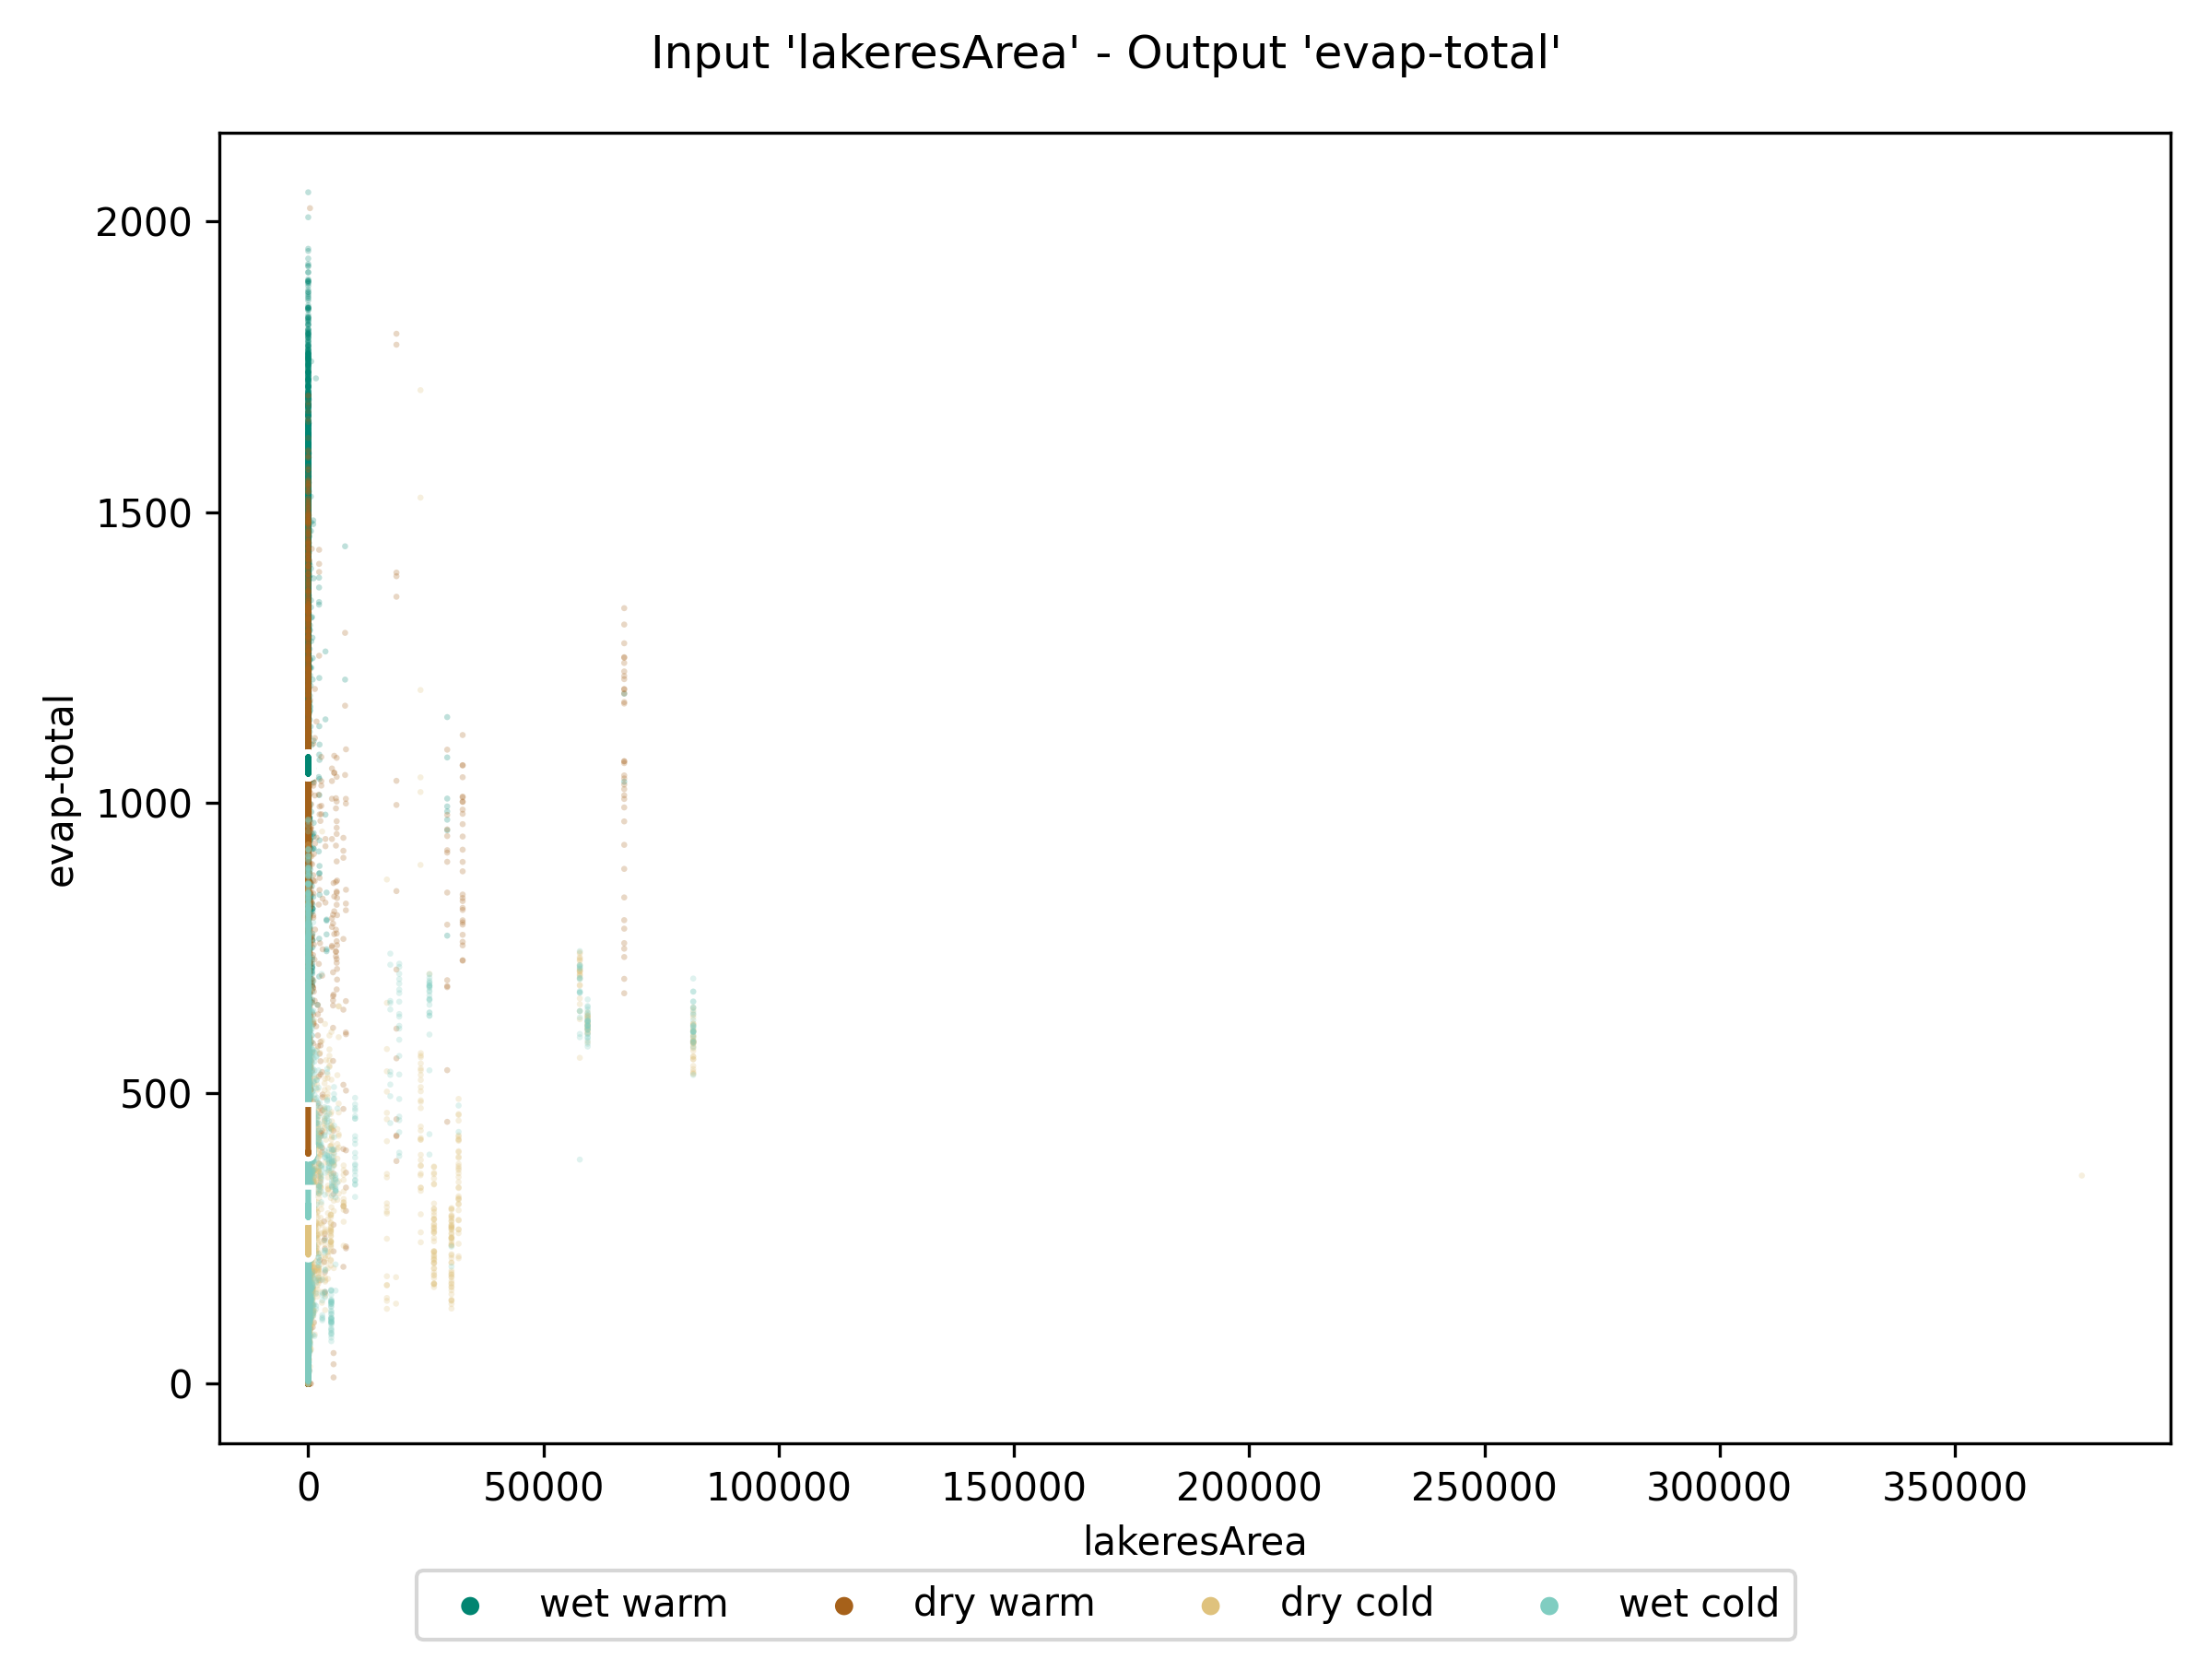 Input 'lakeresArea' - Output 'evap-total'
2000
1500
1000
500
0
evap-total
0 50000 100000 150000 200000 250000 300000 350000
lakeresArea
wet warm dry warm dry cold wet cold